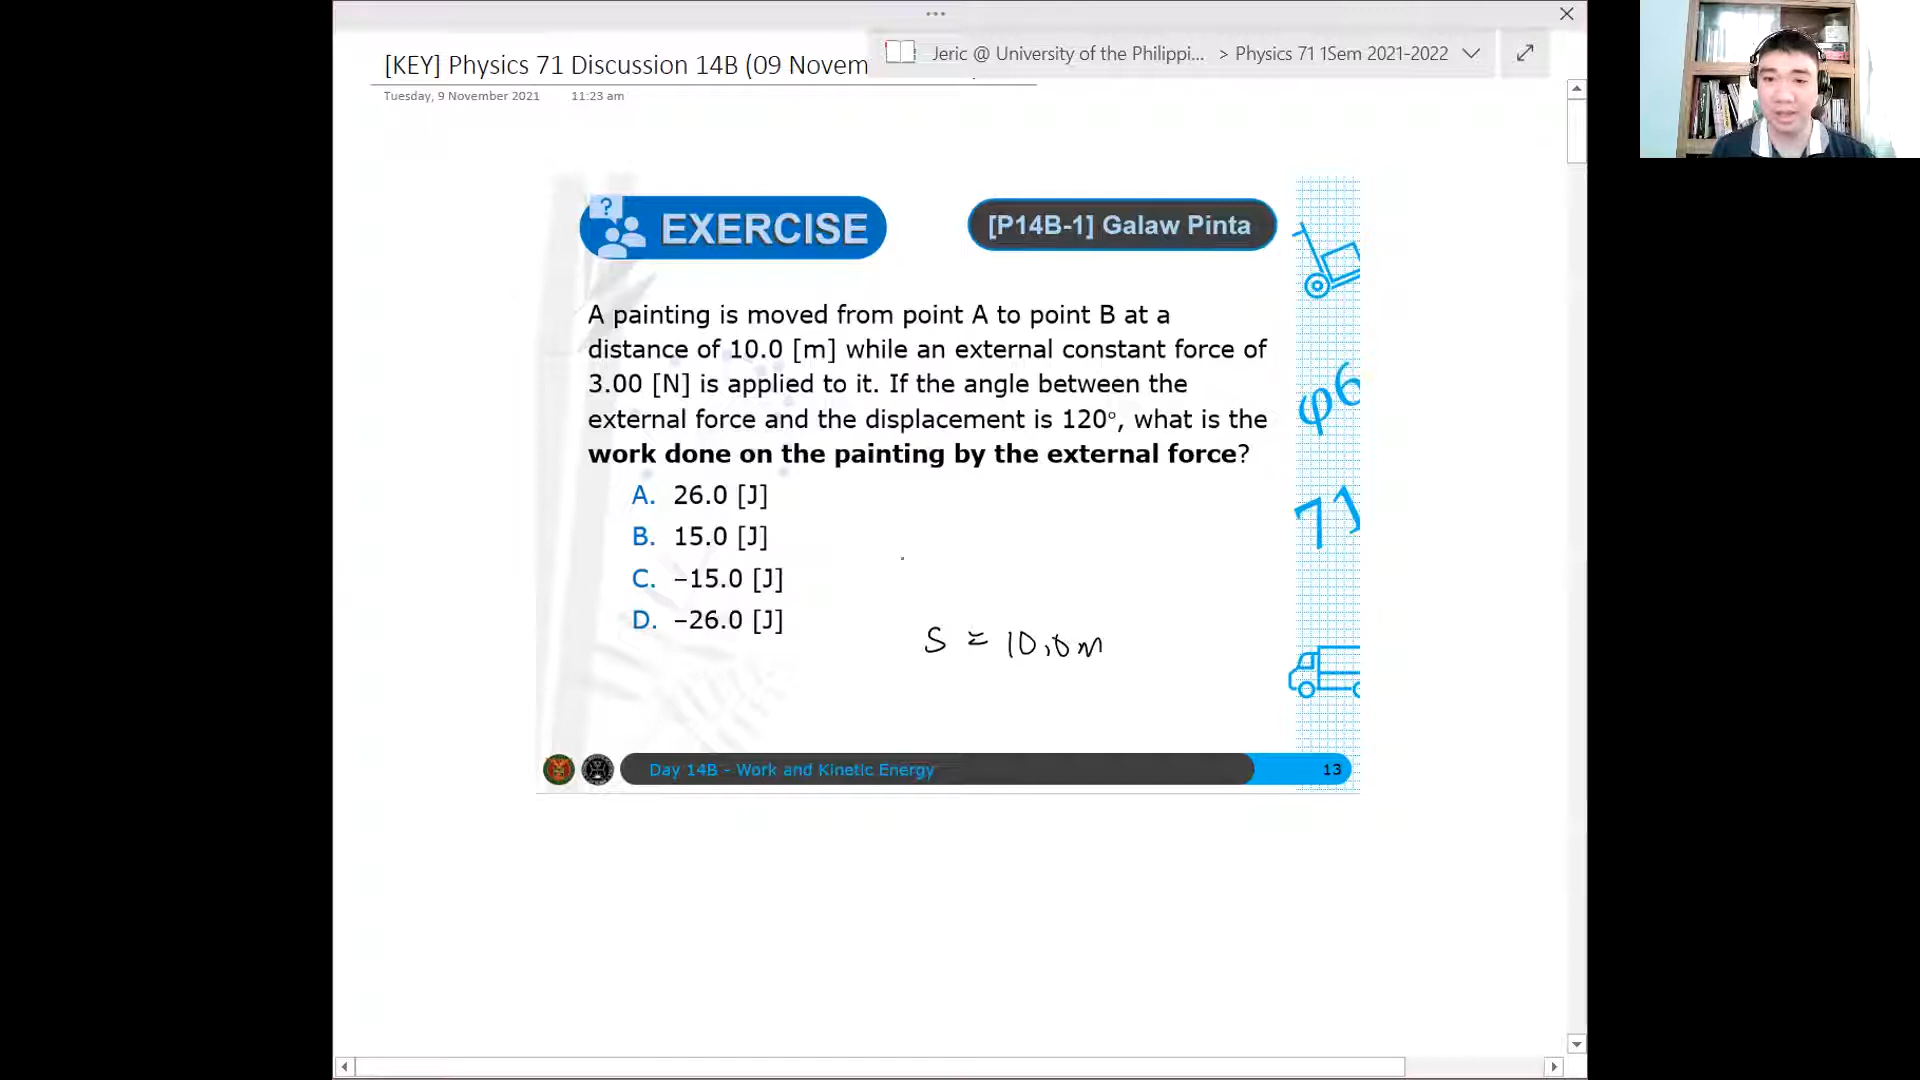 [KEY] Physics 71 Discussion 14B (09 Novem
Jeric @ University of the Philippi... > Physics 71 1Sem 2021-2022
Tuesday, 9 November 2021 11:23 am
? EXERCISE
[P14B-1] Galaw Pinta
A painting is moved from point A to point B at a
distance of 10.0 [m] while an external constant force of
3.00 [N] is applied to it. If the angle between the
external force and the displacement is 120°, what is the
work done on the painting by the external force?
A. 26.0 [J]
B. 15.0 [J]
C. –15.0 [J]
D. –26.0 [J]
S = 10.0 m
φ6
71
Day 14B - Work and Kinetic Energy
13